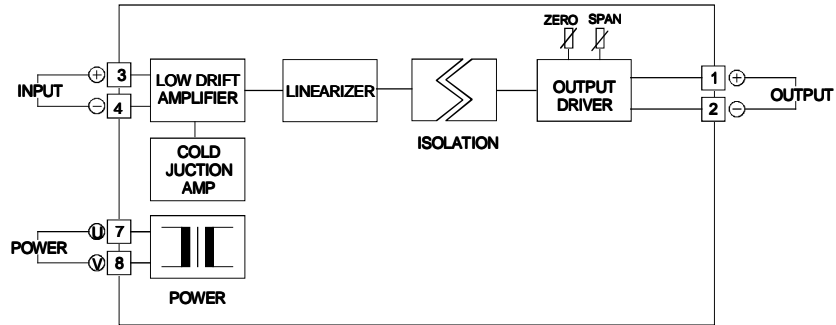 ZERO SPAN
INPUT
+ 3
- 4
LOW DRIFT
AMPLIFIER
LINEARIZER
ISOLATION
OUTPUT
DRIVER
1 +
2 -
OUTPUT
COLD
JUCTION
AMP
POWER
U 7
V 8
POWER